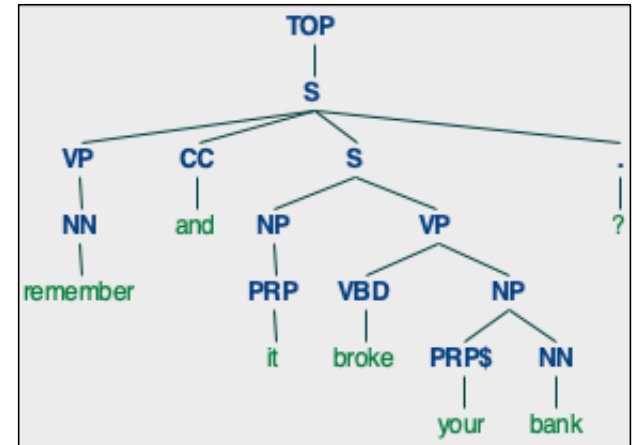 TOP
S
VP CC S .
NN and NP VP ?
remember PRP VBD NP
it broke PRP$ NN
your bank